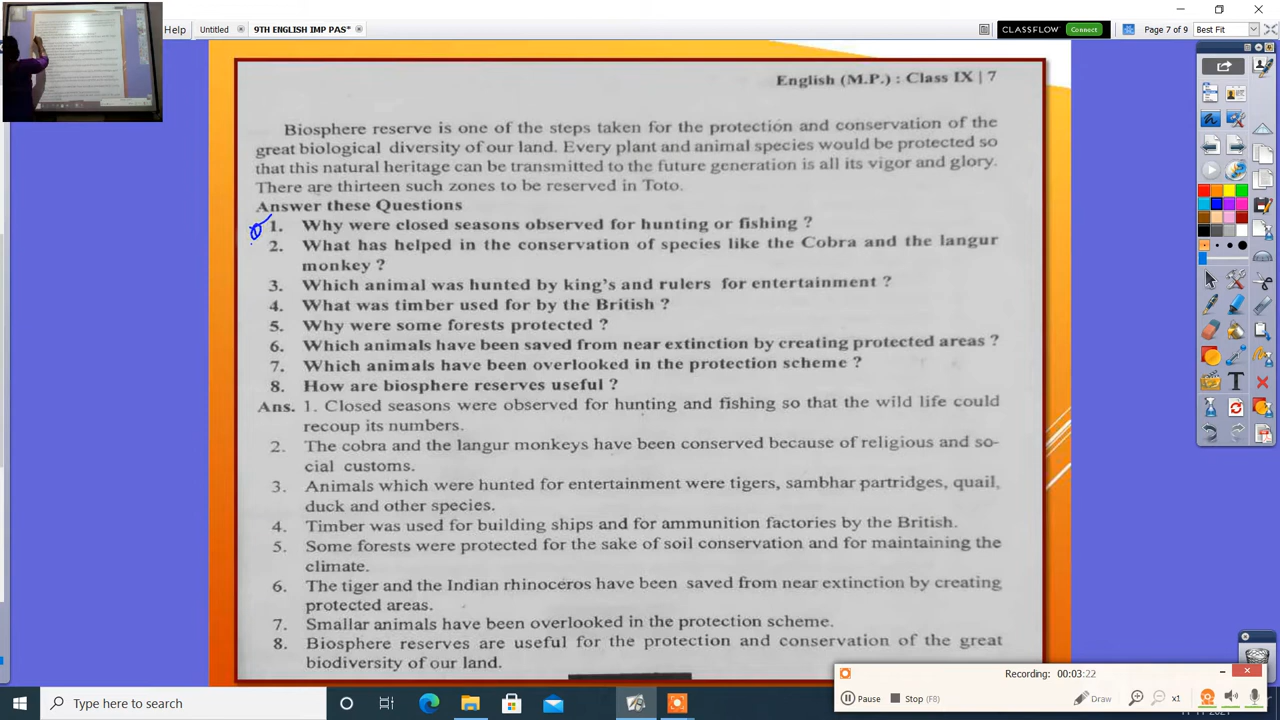 Help
Untitled
9TH ENGLISH IMP PAS*
CLASSFLOW
Connect
Page 7 of 9
Best Fit
English (M.P.) : Class IX | 7
Biosphere reserve is one of the steps taken for the protection and conservation of the
great biological diversity of our land. Every plant and animal species would be protected so
that this natural heritage can be transmitted to the future generation is all its vigor and glory.
There are thirteen such zones to be reserved in Toto.
Answer these Questions
1. Why were closed seasons observed for hunting or fishing ?
2. What has helped in the conservation of species like the Cobra and the langur
monkey ?
3. Which animal was hunted by king's and rulers for entertainment ?
4. What was timber used for by the British ?
5. Why were some forests protected ?
6. Which animals have been saved from near extinction by creating protected areas ?
7. Which animals have been overlooked in the protection scheme ?
8. How are biosphere reserves useful ?
Ans. 1. Closed seasons were observed for hunting and fishing so that the wild life could
recoup its numbers.
2. The cobra and the langur monkeys have been conserved because of religious and so-
cial customs.
3. Animals which were hunted for entertainment were tigers, sambhar partridges, quail,
duck and other species.
4. Timber was used for building ships and for ammunition factories by the British.
5. Some forests were protected for the sake of soil conservation and for maintaining the
climate.
6. The tiger and the Indian rhinoceros have been saved from near extinction by creating
protected areas.
7. Smallar animals have been overlooked in the protection scheme.
8. Biosphere reserves are useful for the protection and conservation of the great
biodiversity of our land.
Recording: 00:03:22
Pause
Stop (F8)
Draw
x1
Type here to search